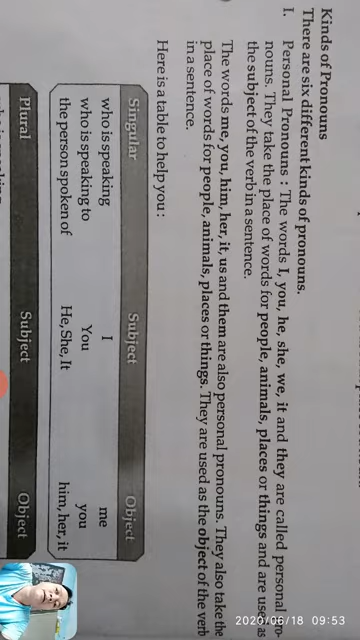 Kinds of Pronouns
There are six different kinds of pronouns.
I. Personal Pronouns : The words I, you, he, she, we, it and they are called personal pro-
nouns. They take the place of words for people, animals, places or things and are used as
the subject of the verb in a sentence.
The words me, you, him, her, it, us and them are also personal pronouns. They also take the
place of words for people, animals, places or things. They are used as the object of the verb
in a sentence.
Here is a table to help you :
Singular Subject Object
who is speaking I me
who is speaking to You you
the person spoken of He, She, It him, her, it
Plural Subject Object
2020/06/18 09:53